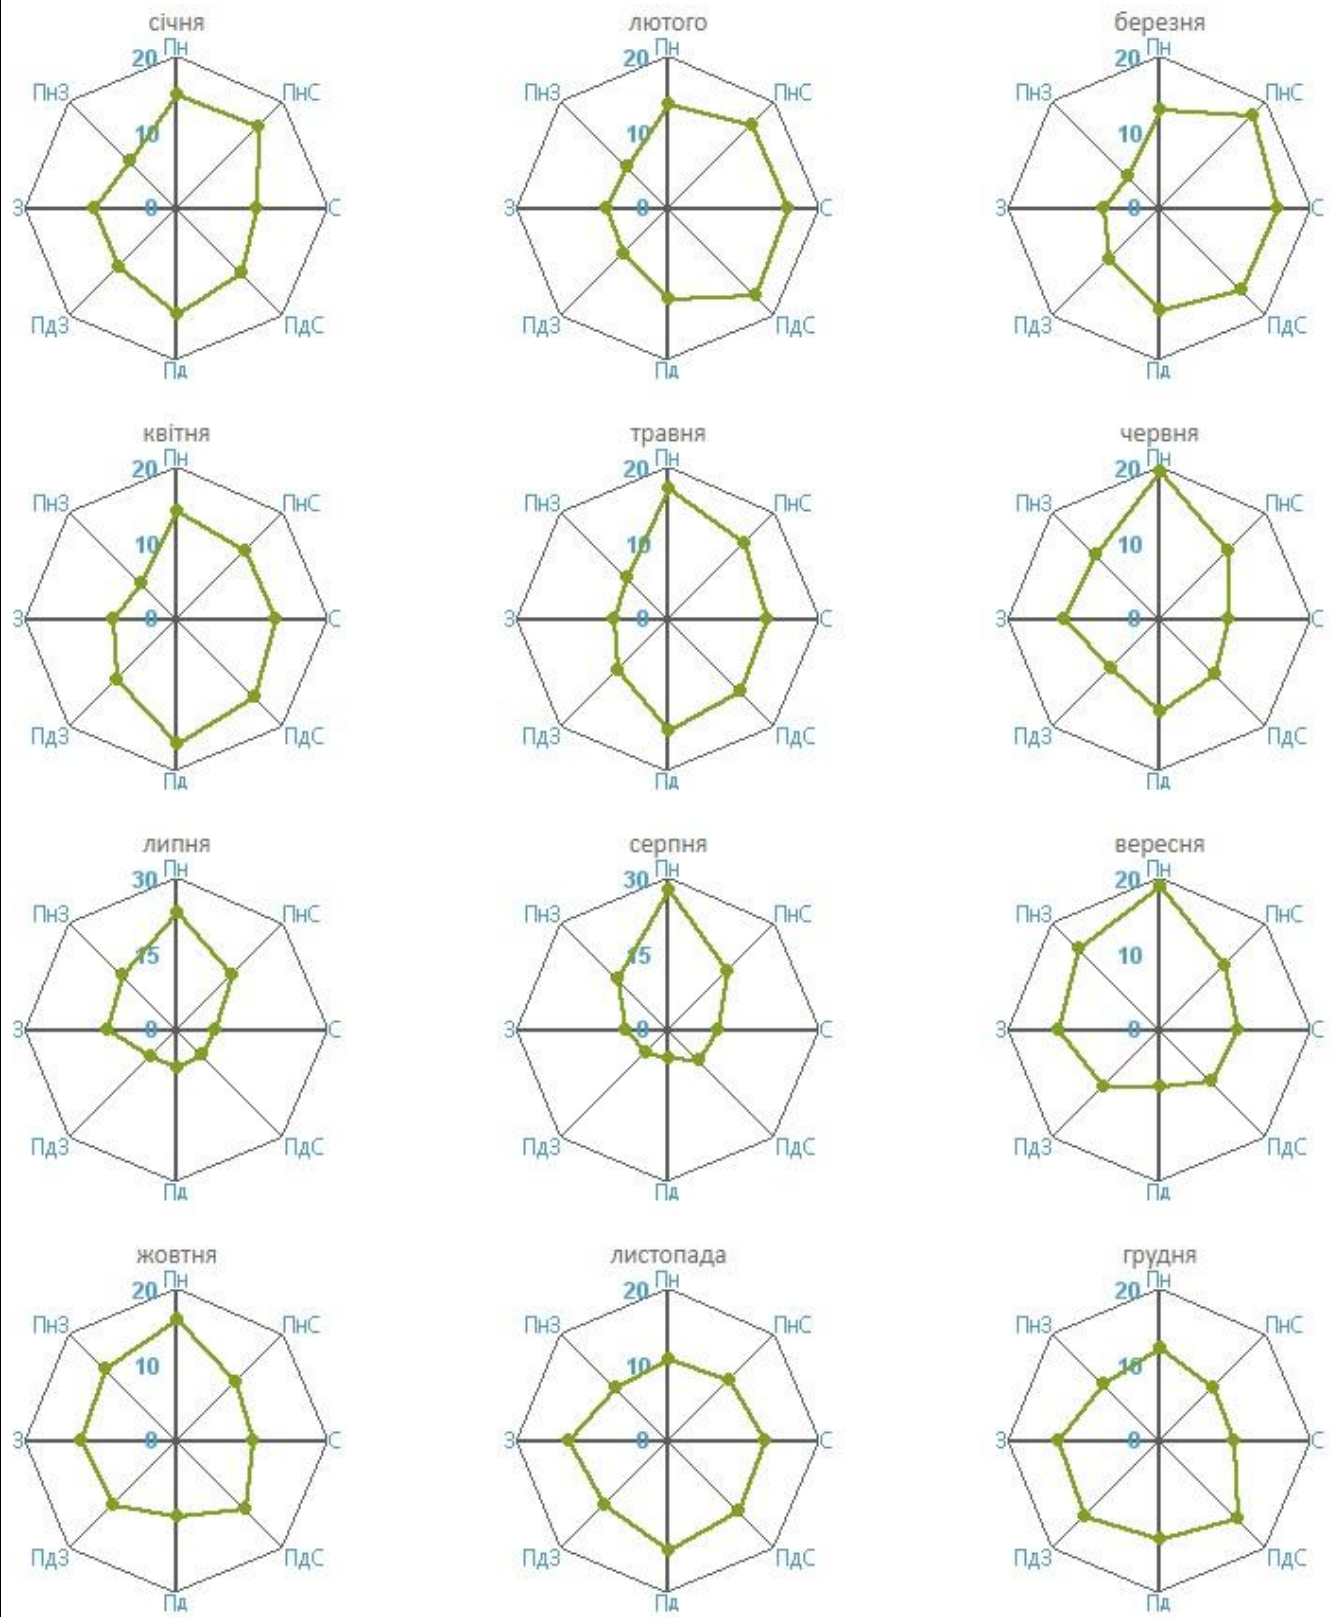 січня
20 Пн
ПнЗ ПнС
10
З 0 С
ПдЗ ПдС
Пд
лютого
20 Пн
ПнЗ ПнС
10
З 0 С
ПдЗ ПдС
Пд
березня
20 Пн
ПнЗ ПнС
10
З 0 С
ПдЗ ПдС
Пд
квітня
20 Пн
ПнЗ ПнС
10
З 0 С
ПдЗ ПдС
Пд
травня
20 Пн
ПнЗ ПнС
10
З 0 С
ПдЗ ПдС
Пд
червня
20 Пн
ПнЗ ПнС
10
З 0 С
ПдЗ ПдС
Пд
липня
30 Пн
ПнЗ ПнС
15
З 0 С
ПдЗ ПдС
Пд
серпня
30 Пн
ПнЗ ПнС
15
З 0 С
ПдЗ ПдС
Пд
вересня
20 Пн
ПнЗ ПнС
10
З 0 С
ПдЗ ПдС
Пд
жовтня
20 Пн
ПнЗ ПнС
10
З 0 С
ПдЗ ПдС
Пд
листопада
20 Пн
ПнЗ ПнС
10
З 0 С
ПдЗ ПдС
Пд
грудня
20 Пн
ПнЗ ПнС
10
З 0 С
ПдЗ ПдС
Пд